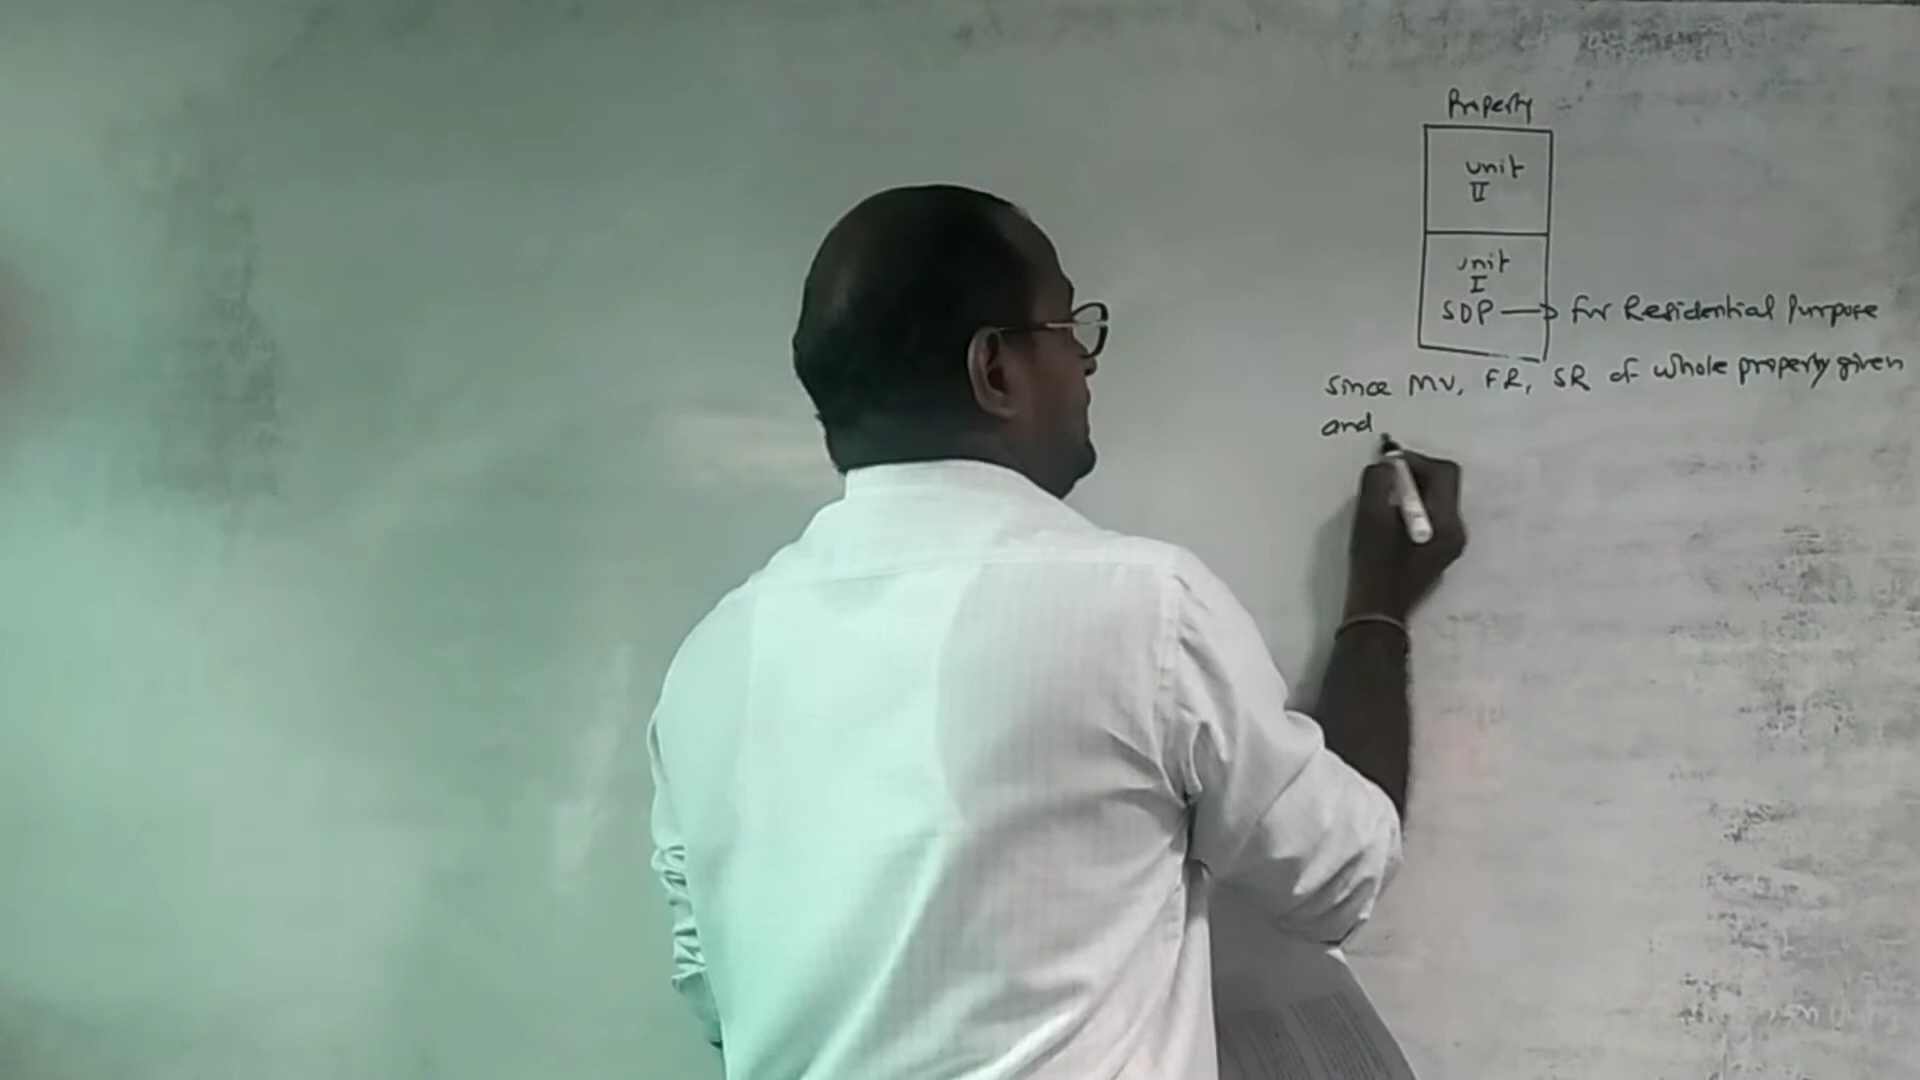 Property
unit
II
unit
I
SOP → for Residential Purpose
Since MV, FR, SR of whole property given
and